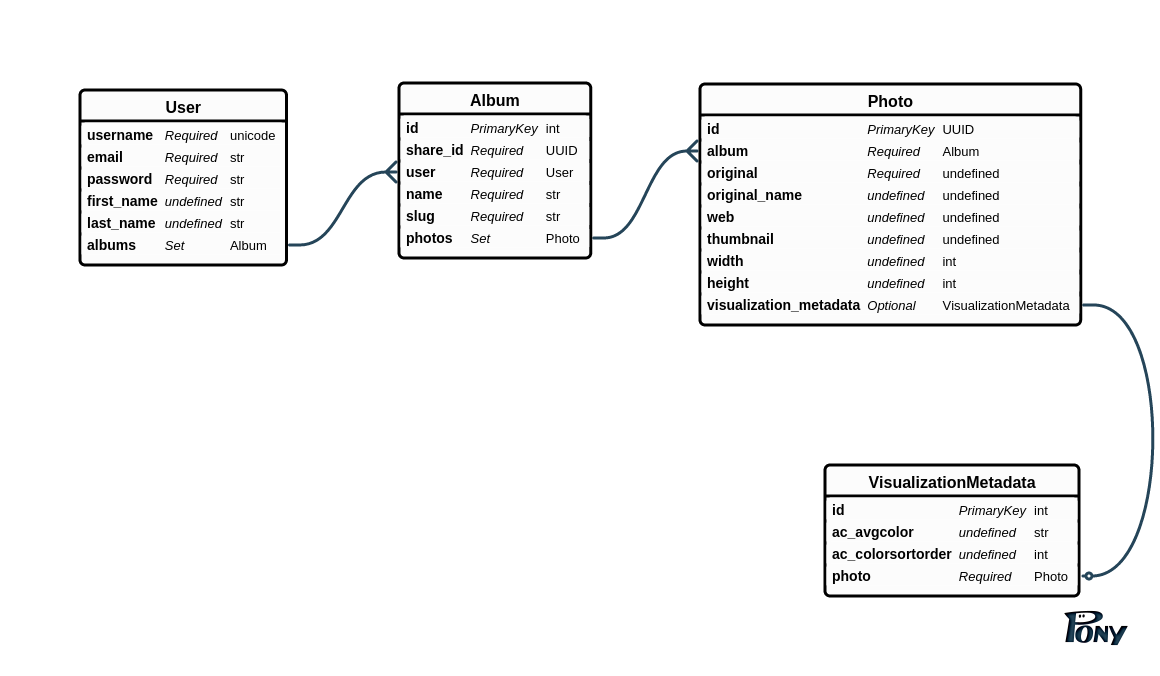 User
username Required unicode
email Required str
password Required str
first_name undefined str
last_name undefined str
albums Set Album
Album
id PrimaryKey int
share_id Required UUID
user Required User
name Required str
slug Required str
photos Set Photo
Photo
id PrimaryKey UUID
album Required Album
original Required undefined
original_name undefined undefined
web undefined undefined
thumbnail undefined undefined
width undefined int
height undefined int
visualization_metadata Optional VisualizationMetadata
VisualizationMetadata
id PrimaryKey int
ac_avgcolor undefined str
ac_colorsortorder undefined int
photo Required Photo
PONY